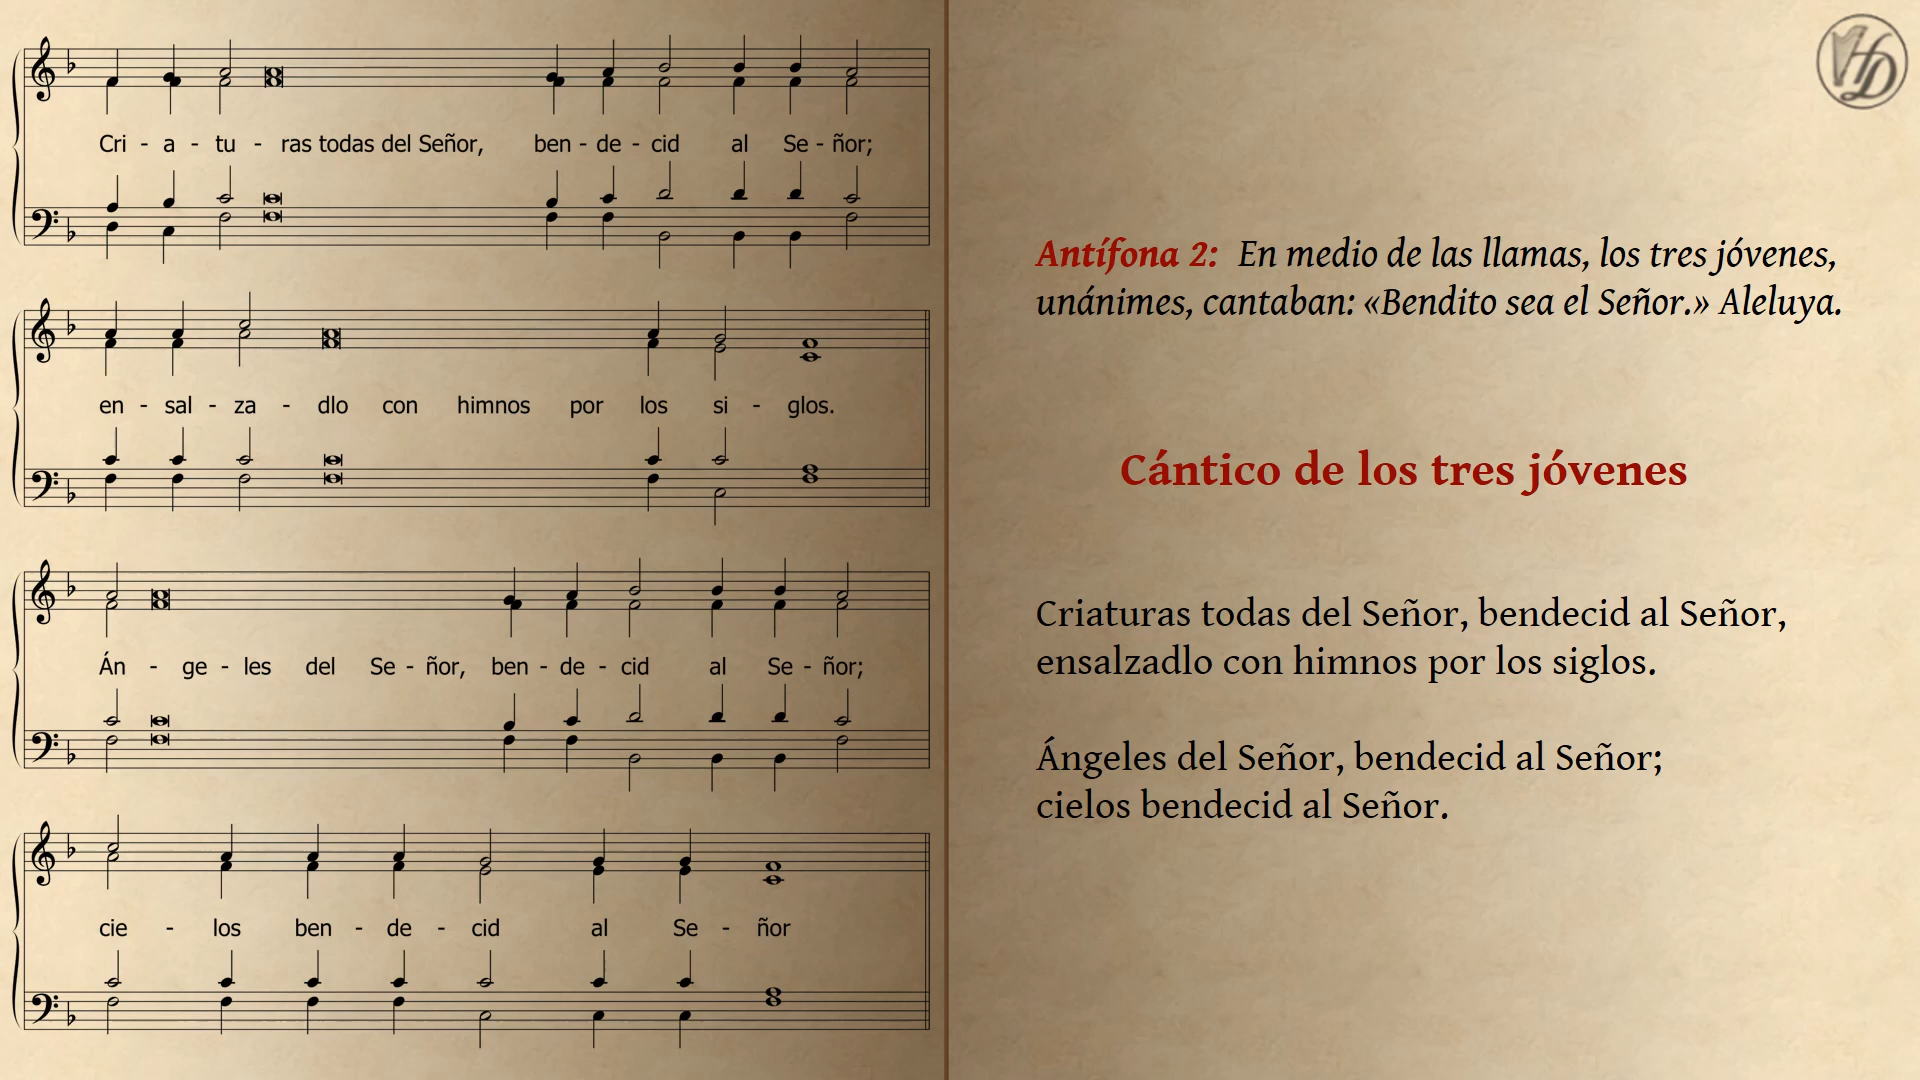 Cri - a - tu - ras todas del Señor, ben - de - cid al Se - ñor;
en - sal - za - dlo con himnos por los si - glos.
Án - ge - les del Se - ñor, ben - de - cid al Se - ñor;
cie - los ben - de - cid al Se - ñor
HD
Antífona 2: En medio de las llamas, los tres jóvenes,
unánimes, cantaban: «Bendito sea el Señor.» Aleluya.
Cántico de los tres jóvenes
Criaturas todas del Señor, bendecid al Señor,
ensalzadlo con himnos por los siglos.
Ángeles del Señor, bendecid al Señor;
cielos bendecid al Señor.